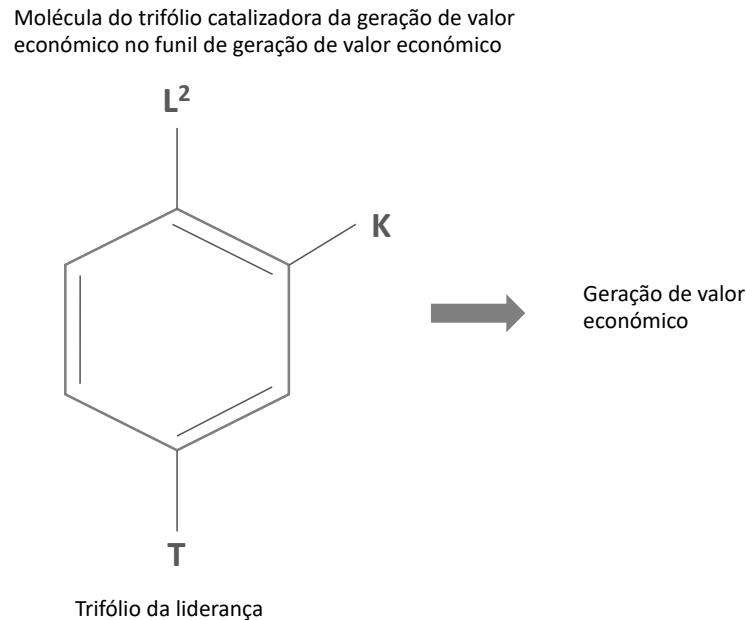 Molécula do trifólio catalizadora da geração de valor
económico no funil de geração de valor económico
L²
K
Geração de valor
económico
T
Trifólio da liderança